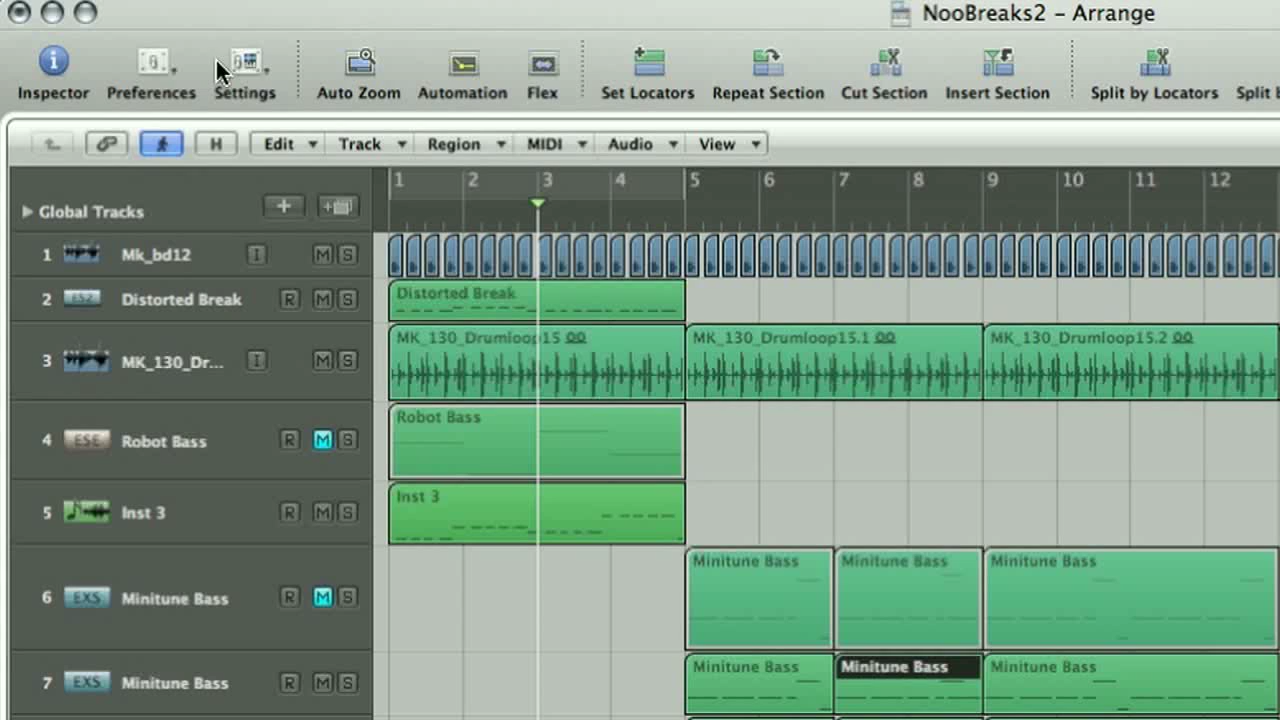 NooBreaks2 – Arrange
Inspector Preferences Settings Auto Zoom Automation Flex Set Locators Repeat Section Cut Section Insert Section Split by Locators Split
H Edit Track Region MIDI Audio View
1 2 3 4 5 6 7 8 9 10 11 12
Global Tracks
1 Mk_bd12 I M S
2 ES2 Distorted Break R M S Distorted Break
MK_130_Drumloop15 MK_130_Drumloop15.1 MK_130_Drumloop15.2
3 MK_130_Dr... I M S
Robot Bass
4 ESE Robot Bass R M S
Inst 3
5 Inst 3 R M S
Minitune Bass Minitune Bass Minitune Bass
6 EXS Minitune Bass R M S
Minitune Bass Minitune Bass Minitune Bass
7 EXS Minitune Bass R M S